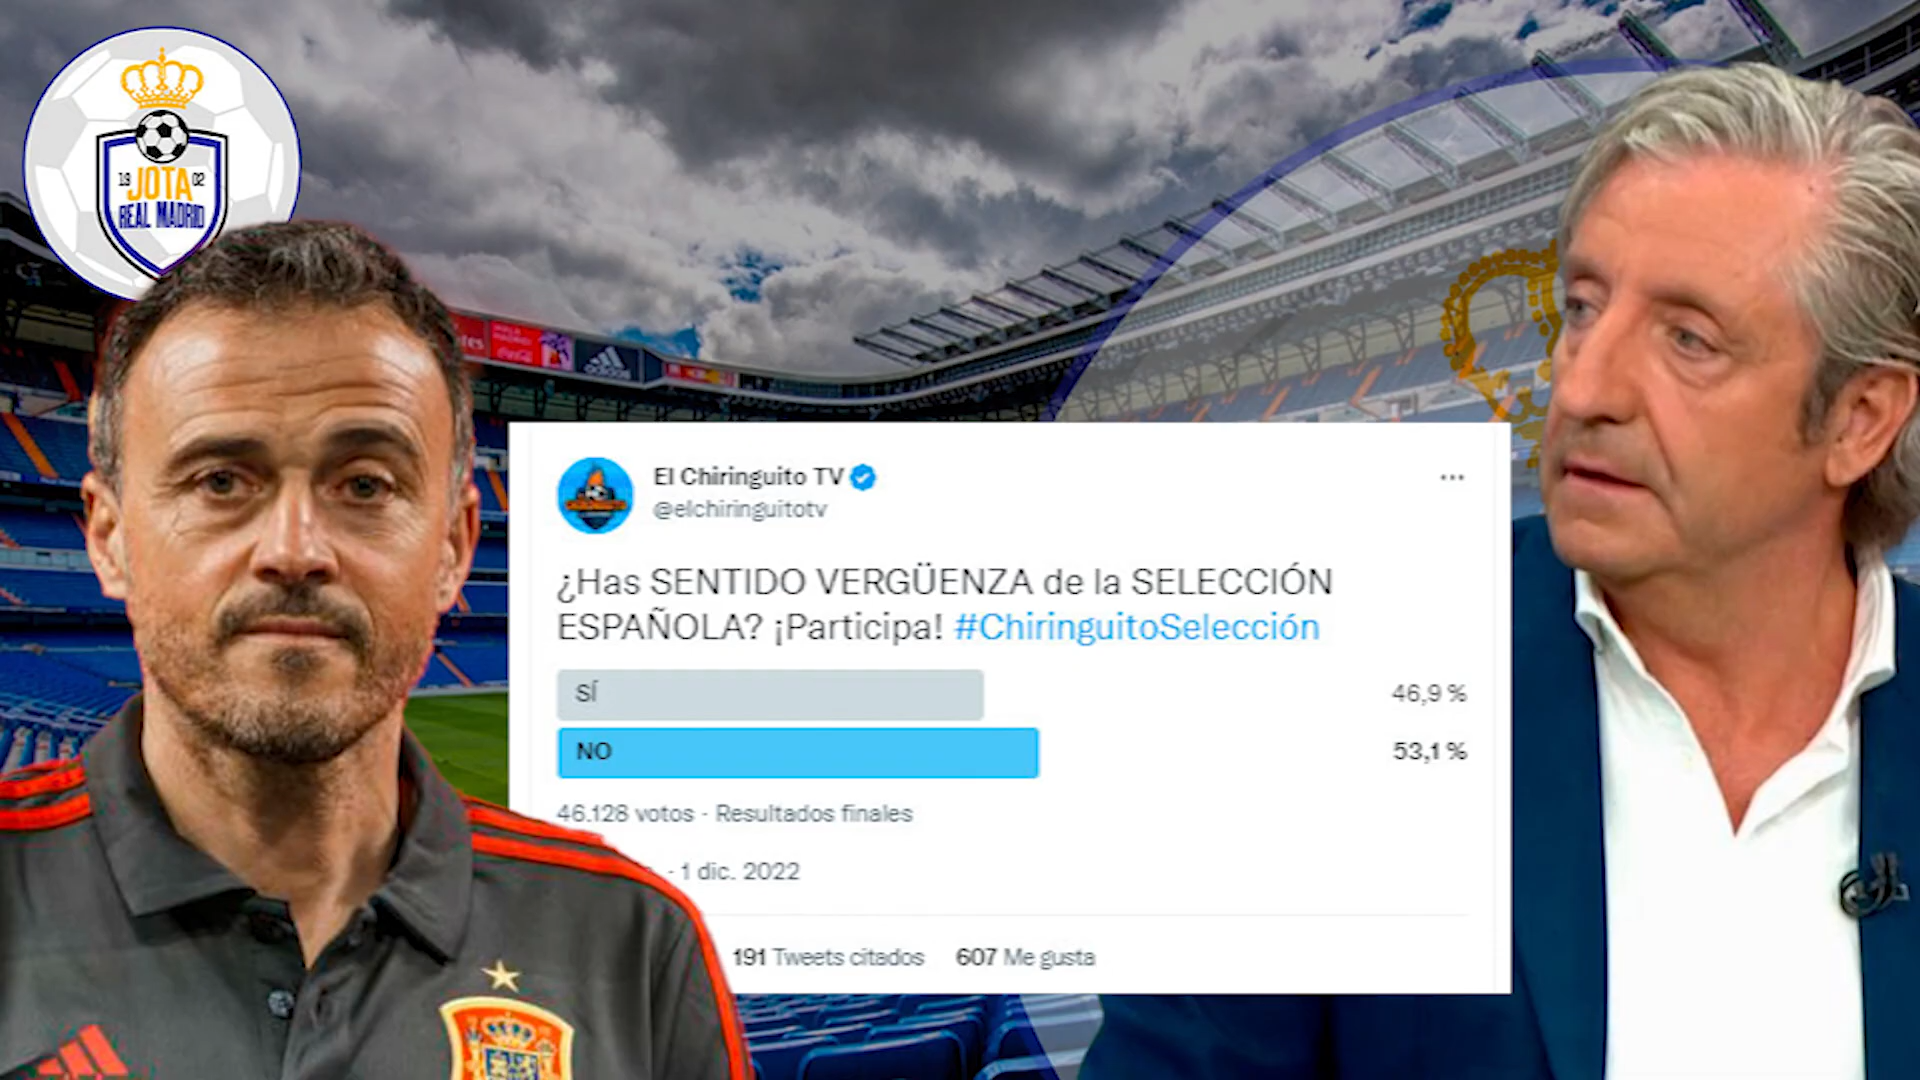 19 JOTA 02
REAL MADRID
adidas
El Chiringuito TV
@elchiringuitotv
¿Has SENTIDO VERGÜENZA de la SELECCIÓN
ESPAÑOLA? ¡Participa! #ChiringuitoSelección
SÍ 46,9 %
NO 53,1 %
46.128 votos · Resultados finales
· 1 dic. 2022
191 Tweets citados 607 Me gusta